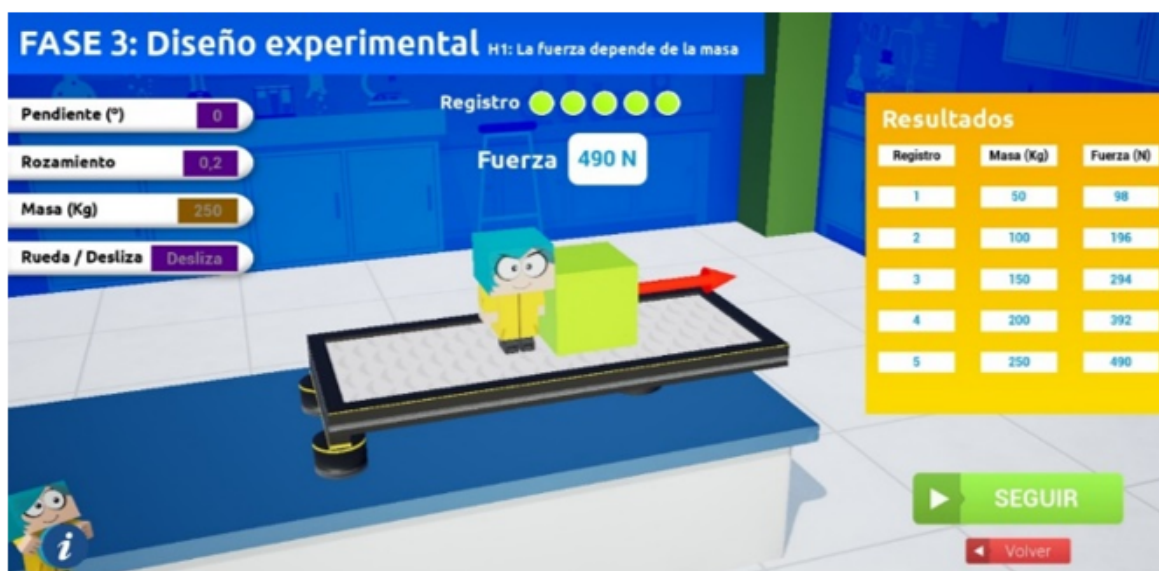 FASE 3: Diseño experimental H1: La fuerza depende de la masa
Pendiente (º) 0
Rozamiento 0,2
Masa (Kg) 250
Rueda / Desliza Desliza
Registro
Fuerza 490 N
Resultados
Registro Masa (Kg) Fuerza (N)
1 50 98
2 100 196
3 150 294
4 200 392
5 250 490
i
SEGUIR
Volver